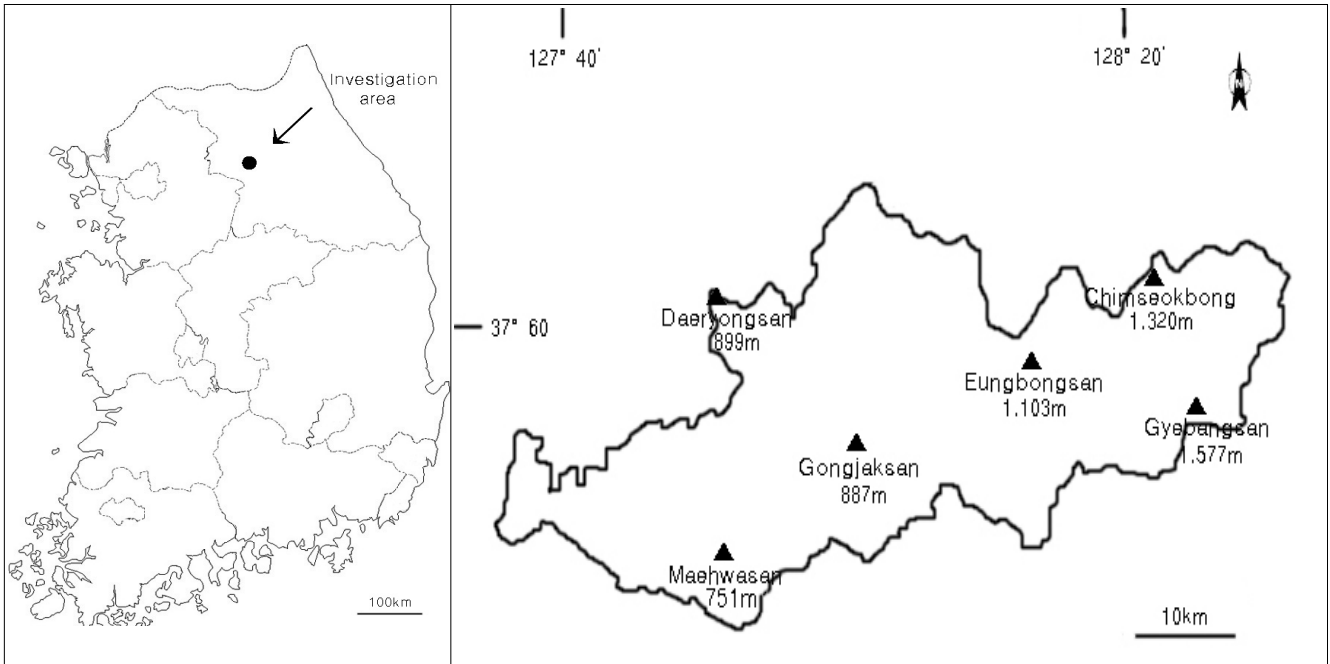 Investigation
area
100km
127° 40'
128° 20'
N
37° 60
Daeryongsan
899m
Chimseokbong
1.320m
Eungbongsan
1.103m
Gyebangsan
1.577m
Gongjaksan
887m
Maehwasan
751m
10km